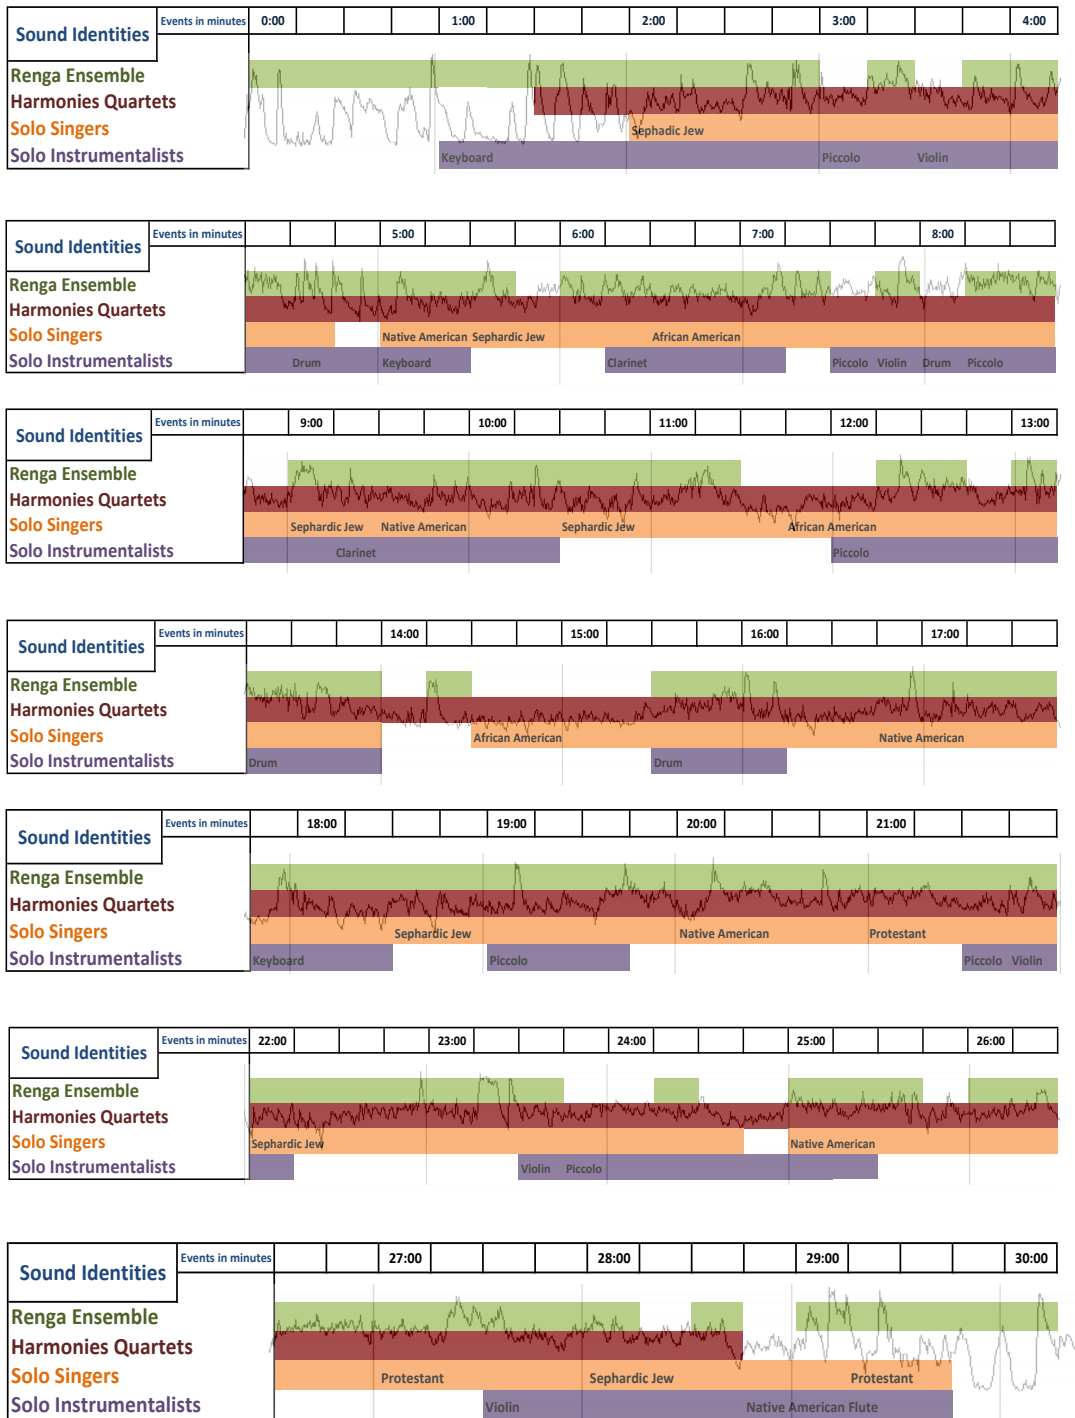 Sound Identities Events in minutes 0:00 1:00 2:00 3:00 4:00
Renga Ensemble
Harmonies Quartets
Solo Singers Sephadic Jew
Solo Instrumentalists Keyboard Piccolo Violin
Sound Identities Events in minutes 5:00 6:00 7:00 8:00
Renga Ensemble
Harmonies Quartets
Solo Singers Native American Sephardic Jew African American
Solo Instrumentalists Drum Keyboard Clarinet Piccolo Violin Drum Piccolo
Sound Identities Events in minutes 9:00 10:00 11:00 12:00 13:00
Renga Ensemble
Harmonies Quartets
Solo Singers Sephardic Jew Native American Sephardic Jew African American
Solo Instrumentalists Clarinet Piccolo
Sound Identities Events in minutes 14:00 15:00 16:00 17:00
Renga Ensemble
Harmonies Quartets
Solo Singers African American Native American
Solo Instrumentalists Drum Drum
Sound Identities Events in minutes 18:00 19:00 20:00 21:00
Renga Ensemble
Harmonies Quartets
Solo Singers Sephardic Jew Native American Protestant
Solo Instrumentalists Keyboard Piccolo Piccolo Violin
Sound Identities Events in minutes 22:00 23:00 24:00 25:00 26:00
Renga Ensemble
Harmonies Quartets
Solo Singers Sephardic Jew Native American
Solo Instrumentalists Violin Piccolo
Sound Identities Events in minutes 27:00 28:00 29:00 30:00
Renga Ensemble
Harmonies Quartets
Solo Singers Protestant Sephardic Jew Protestant
Solo Instrumentalists Violin Native American Flute